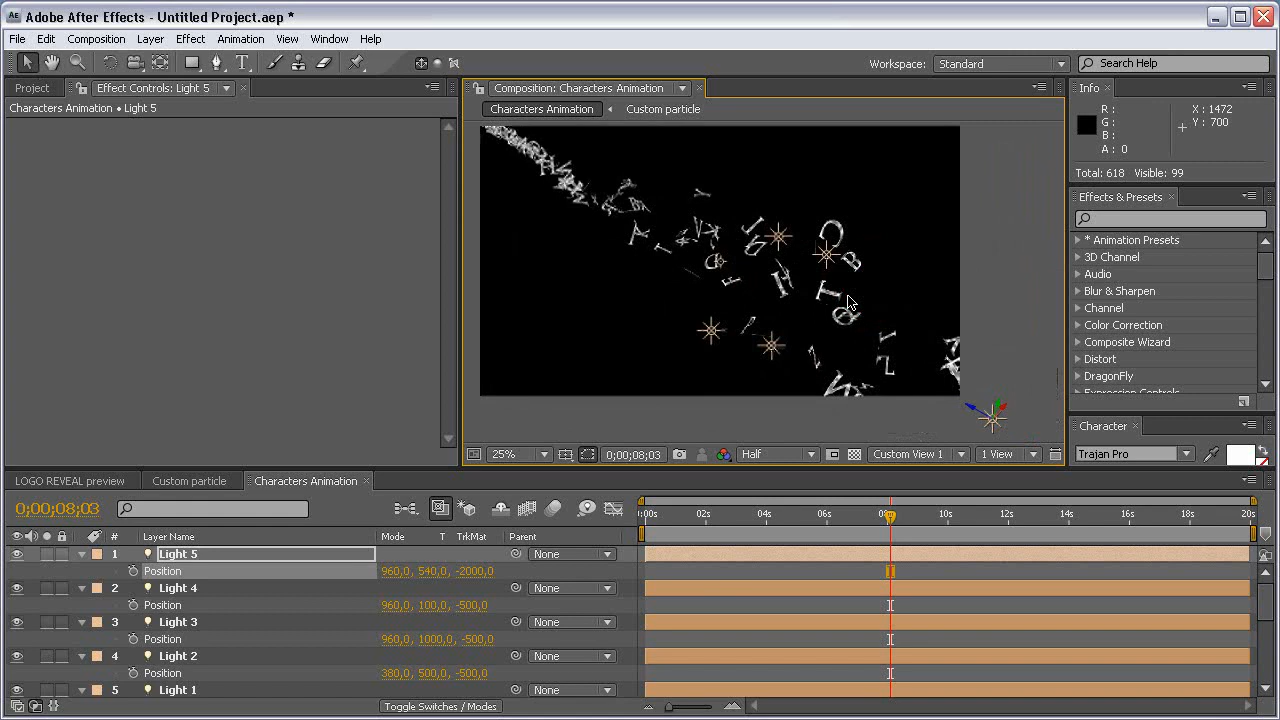 Adobe After Effects - Untitled Project.aep *
File Edit Composition Layer Effect Animation View Window Help
Workspace: Standard Search Help
Project Effect Controls: Light 5 Composition: Characters Animation Info
Characters Animation • Light 5 Characters Animation Custom particle
R: X: 1472
G: Y: 700
B:
A: 0
Total: 618 Visible: 99
Effects & Presets
* Animation Presets
3D Channel
Audio
Blur & Sharpen
Channel
Color Correction
Composite Wizard
Distort
DragonFly
Expression Controls
Character
25% 0;00;08;03 Half Custom View 1 1 View Trajan Pro
LOGO REVEAL preview Custom particle Characters Animation
0;00;08;03 :00s 02s 04s 06s 08s 10s 12s 14s 16s 18s 20s
# Layer Name Mode T TrkMat Parent
1 Light 5 None
Position 960,0, 540,0, -2000,0
2 Light 4 None
Position 960,0, 100,0, -500,0
3 Light 3 None
Position 960,0, 1000,0, -500,0
4 Light 2 None
Position 380,0, 500,0, -500,0
5 Light 1 None
Toggle Switches / Modes